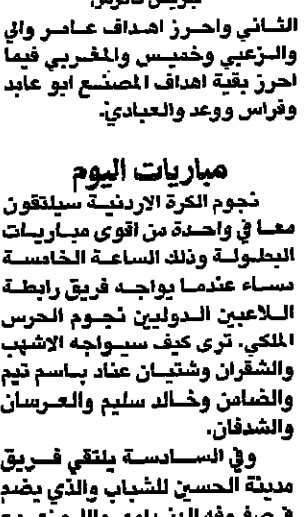 الثاني واحرز اهداف عامر والي
والزعبي وخميس والمغربي فيما
احرز بقية اهداف المصنع ابو عابد
وفراس ووعد والعبادي.
مباريات اليوم
نجوم الكرة الاردنية سيلتقون
معا في واحدة من اقوى مباريات
البطولة وذلك الساعة الخامسة
مساء عندما يواجه فريق رابطة
اللاعبين الدوليين نجوم الحرس
الملكي. ترى كيف سيواجه الاشهب
والشقران وشتيان عناد باسم تيم
والضامن وخالد سليم والعرسان
والشدفان.
وفي السادسة يلتقي فريق
مدينة الحسين للشباب والذي يضم